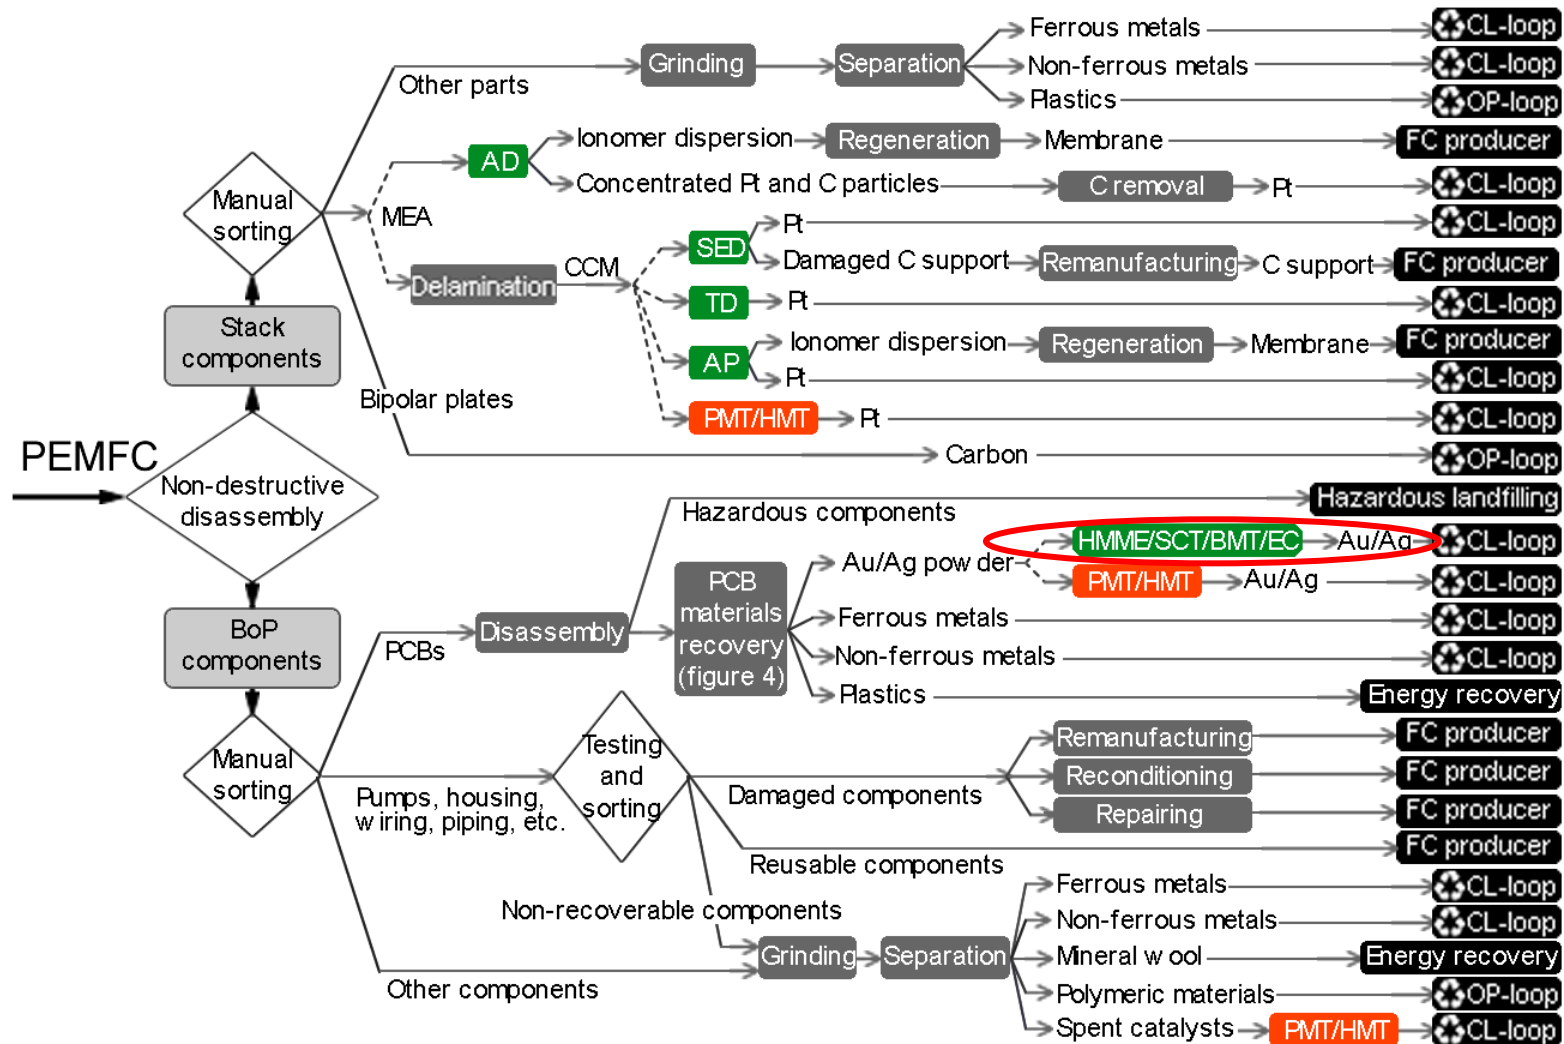 Ferrous metals
CL-loop
Other parts
Grinding
Separation
Non-ferrous metals
CL-loop
Plastics
OP-loop
AD
Ionomer dispersion
Regeneration
Membrane
FC producer
Concentrated Pt and C particles
C removal
Pt
CL-loop
Manual
sorting
MEA
Delamination
CCM
SED
Pt
CL-loop
Damaged C support
Remanufacturing
C support
FC producer
TD
Pt
CL-loop
AP
Ionomer dispersion
Regeneration
Membrane
FC producer
Pt
CL-loop
PMT/HMT
Pt
CL-loop
Stack
components
Bipolar plates
Carbon
OP-loop
PEMFC
Non-destructive
disassembly
Hazardous components
Hazardous landfilling
BoP
components
PCBs
Disassembly
PCB
materials
recovery
(figure 4)
Au/Ag powder
HMME/SCT/BMT/EC
Au/Ag
CL-loop
PMT/HMT
Au/Ag
CL-loop
Ferrous metals
CL-loop
Non-ferrous metals
CL-loop
Plastics
Energy recovery
Manual
sorting
Pumps, housing,
wiring, piping, etc.
Testing
and
sorting
Damaged components
Remanufacturing
FC producer
Reconditioning
FC producer
Repairing
FC producer
Reusable components
FC producer
Non-recoverable components
Other components
Grinding
Separation
Ferrous metals
CL-loop
Non-ferrous metals
CL-loop
Mineral wool
Energy recovery
Polymeric materials
OP-loop
Spent catalysts
PMT/HMT
CL-loop